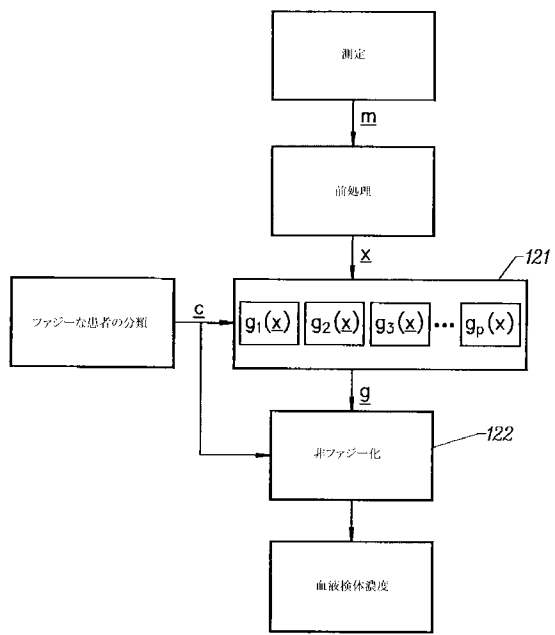 測定
m
前処理
x
121
ファジーな患者の分類
c
g1(x) g2(x) g3(x) ••• gp(x)
g
122
非ファジー化
血液検体濃度